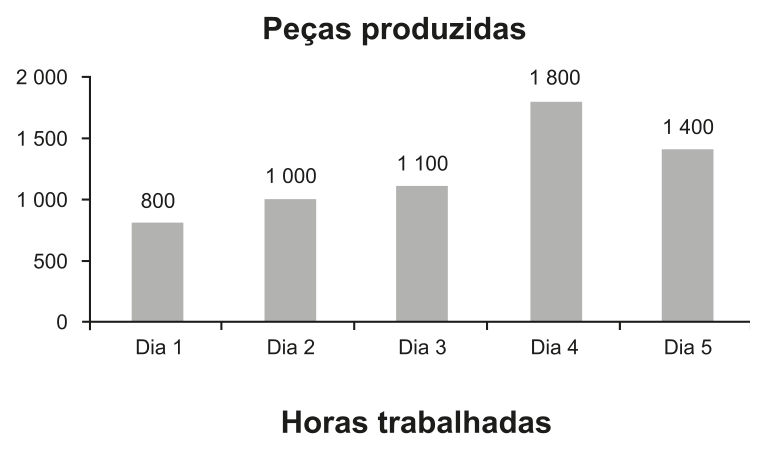 Peças produzidas
2 000
1 500
1 000
500
0
800
1 000
1 100
1 800
1 400
Dia 1
Dia 2
Dia 3
Dia 4
Dia 5
Horas trabalhadas